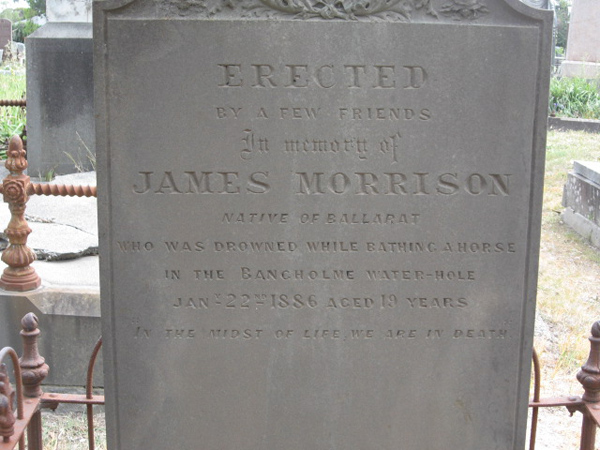 ERECTED
BY A FEW FRIENDS
In memory of
JAMES MORRISON
NATIVE OF BALLARAT
WHO WAS DROWNED, WHILE BATHING A HORSE
IN THE BANGHOLME WATER-HOLE
JANY 22ND 1886 AGED 19 YEARS
IN THE MIDST OF LIFE, WE ARE IN DEATH